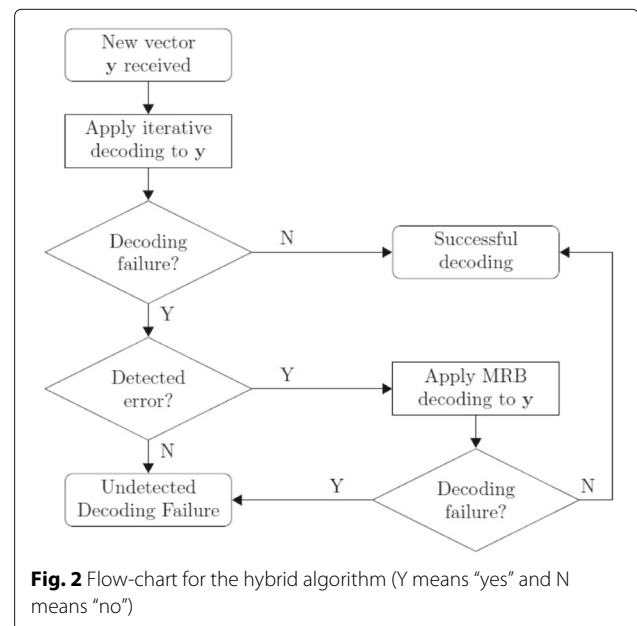 New vector
y received
Apply iterative
decoding to y
Decoding
failure?
N
Successful
decoding
Y
Detected
error?
Y
Apply MRB
decoding to y
N
Undetected
Decoding Failure
Y
Decoding
failure?
N
Fig. 2 Flow-chart for the hybrid algorithm (Y means “yes” and N
means “no”)